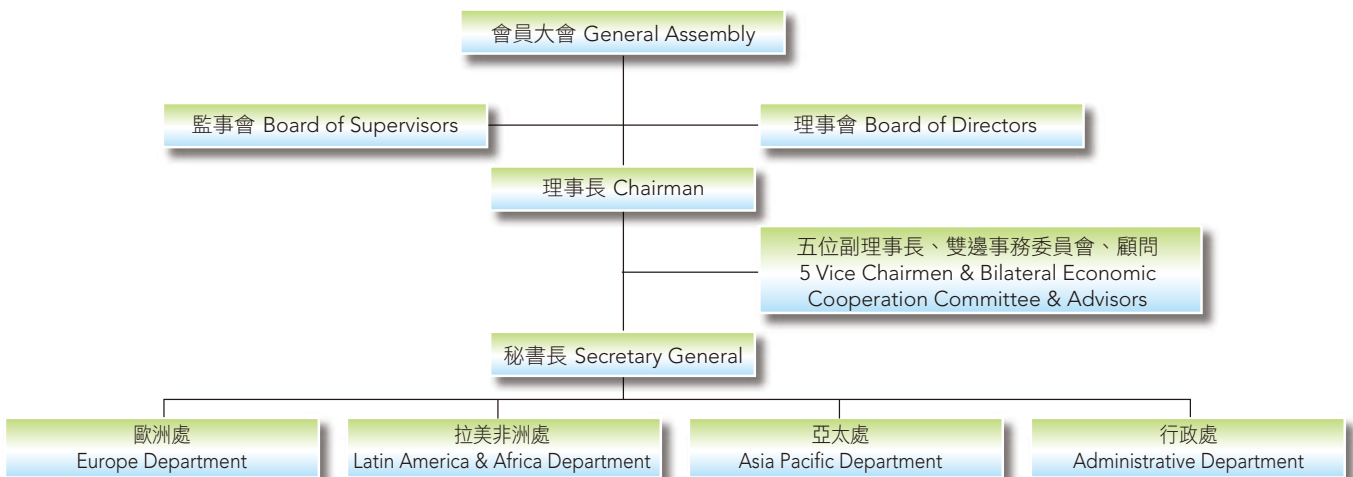 會員大會 General Assembly
監事會 Board of Supervisors
理事會 Board of Directors
理事長 Chairman
五位副理事長、雙邊事務委員會、顧問
5 Vice Chairmen & Bilateral Economic
Cooperation Committee & Advisors
秘書長 Secretary General
歐洲處
Europe Department
拉美非洲處
Latin America & Africa Department
亞太處
Asia Pacific Department
行政處
Administrative Department